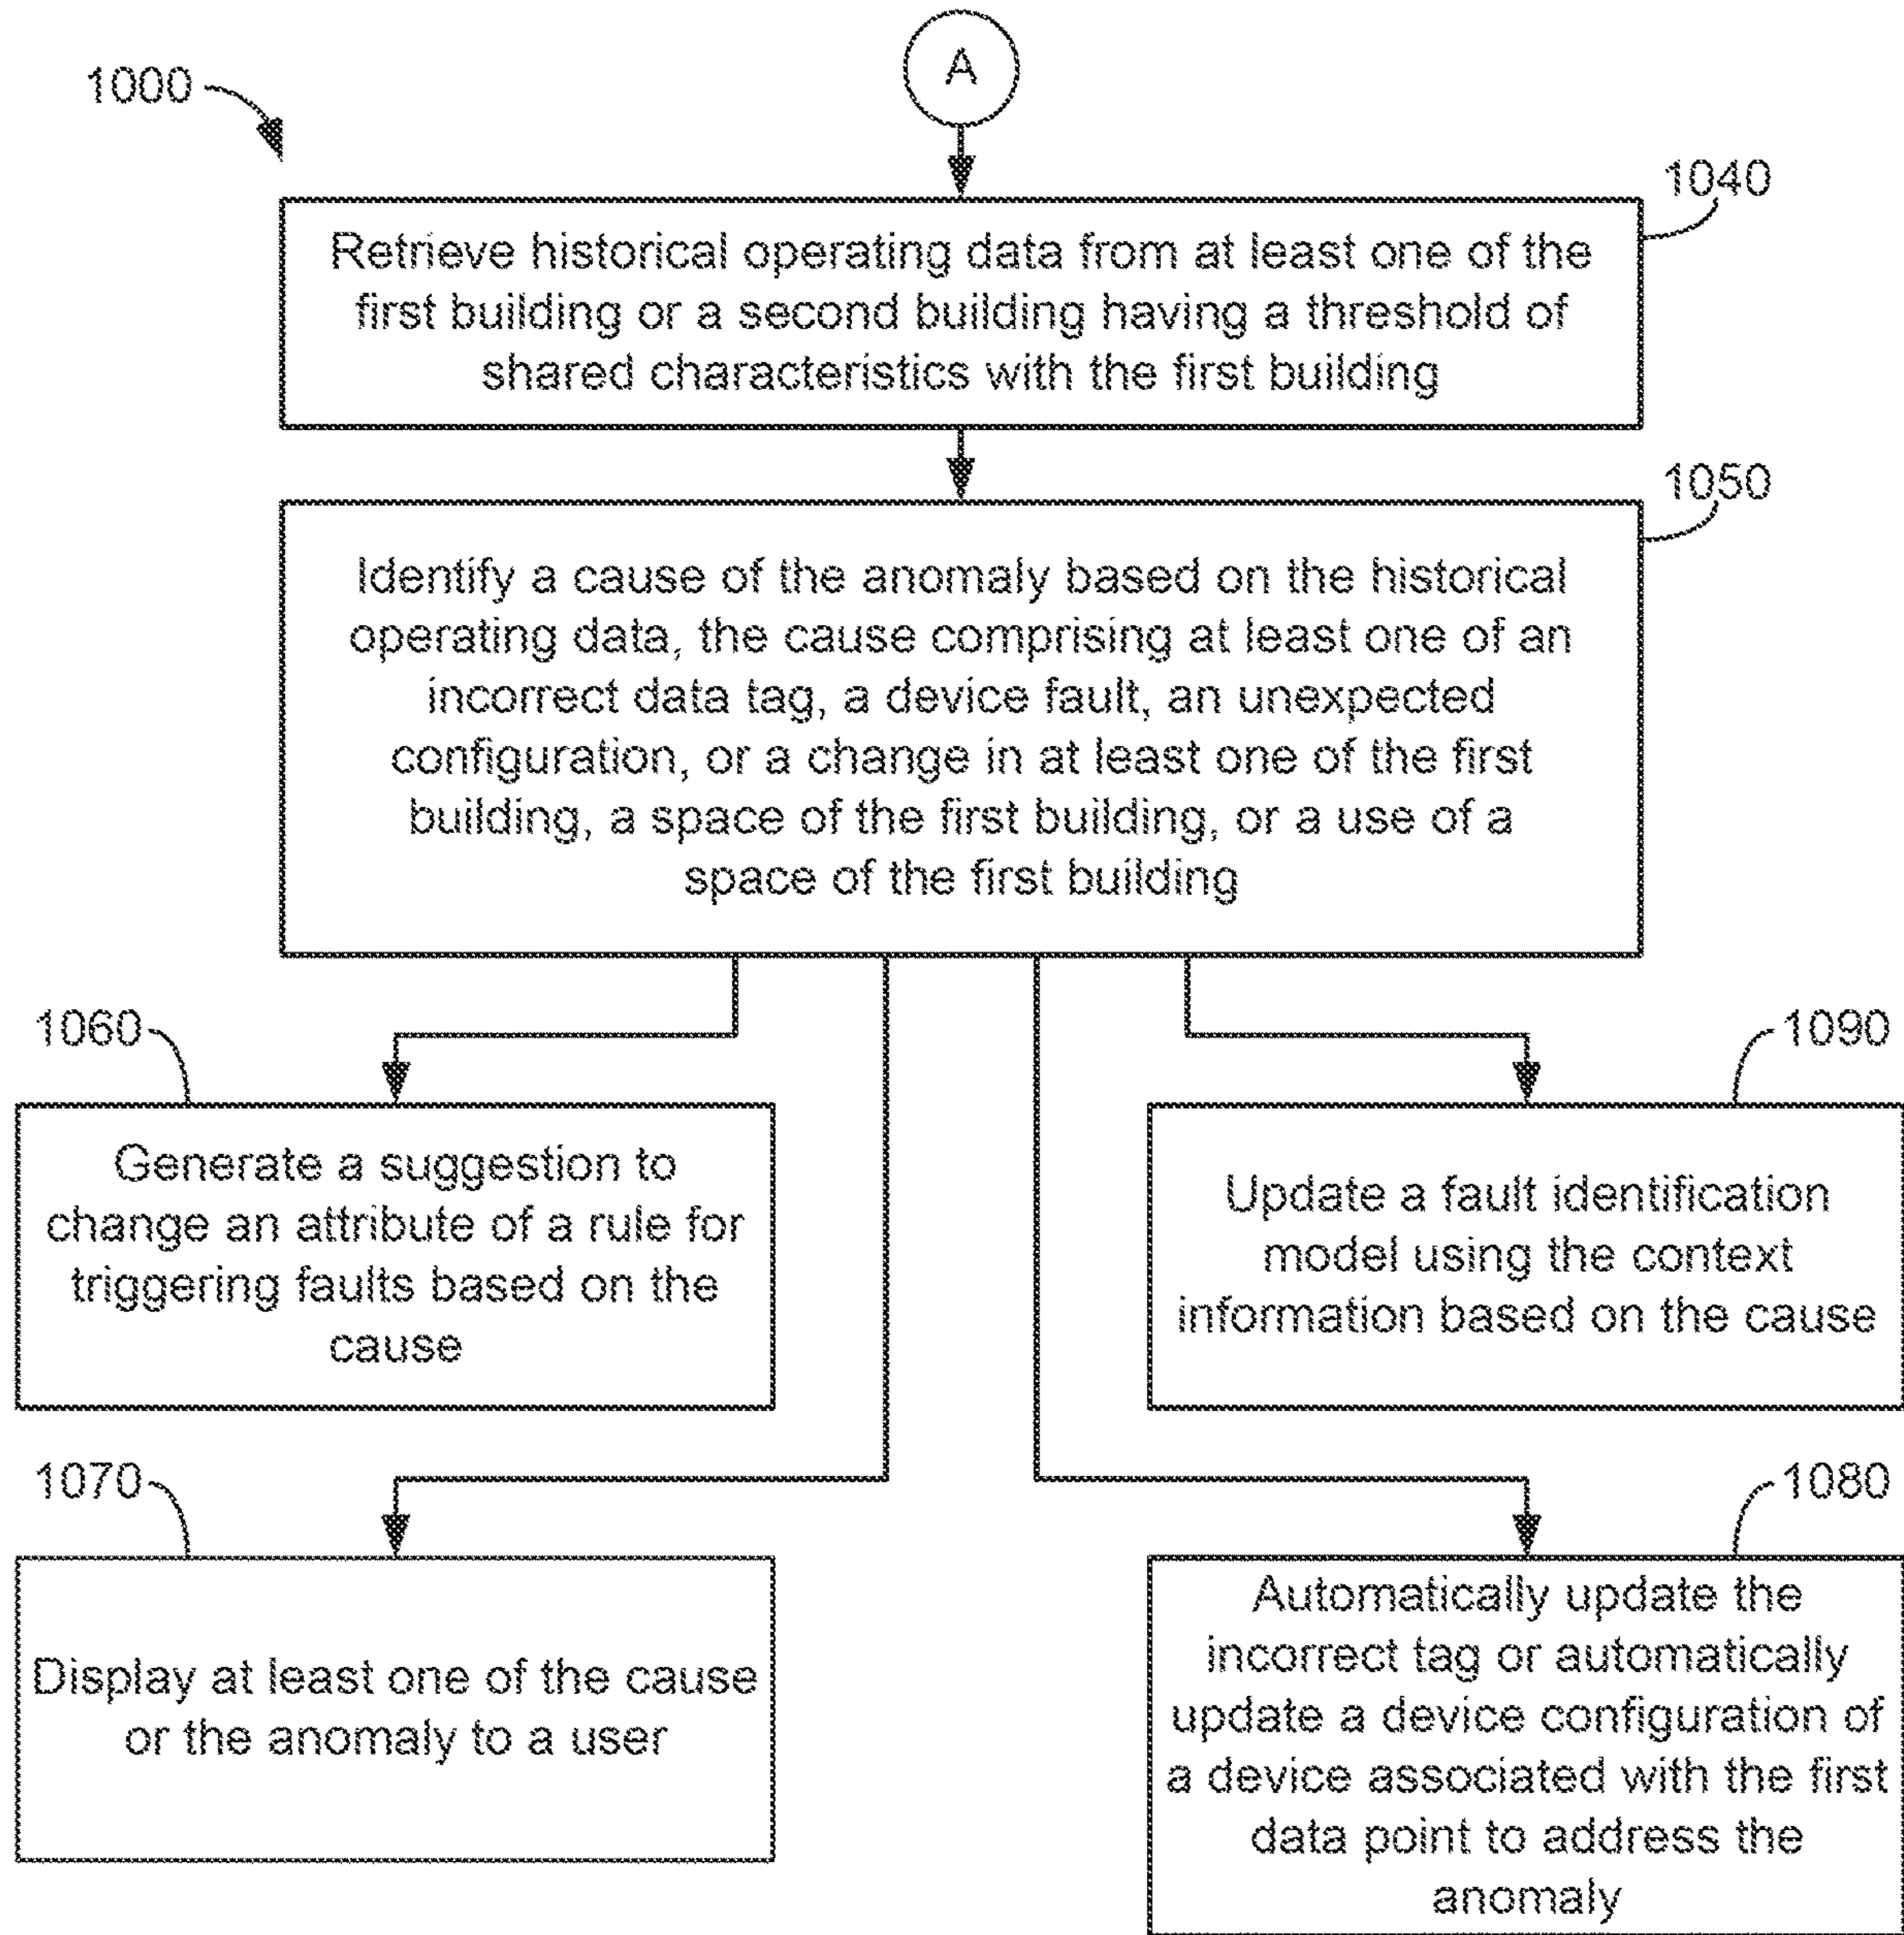 A
1000
1040
Retrieve historical operating data from at least one of the
first building or a second building having a threshold of
shared characteristics with the first building
1050
Identify a cause of the anomaly based on the historical
operating data, the cause comprising at least one of an
incorrect data tag, a device fault, an unexpected
configuration, or a change in at least one of the first
building, a space of the first building, or a use of a
space of the first building
1060
Generate a suggestion to
change an attribute of a rule for
triggering faults based on the
cause
1090
Update a fault identification
model using the context
information based on the cause
1070
Display at least one of the cause
or the anomaly to a user
1080
Automatically update the
incorrect tag or automatically
update a device configuration of
a device associated with the first
data point to address the
anomaly